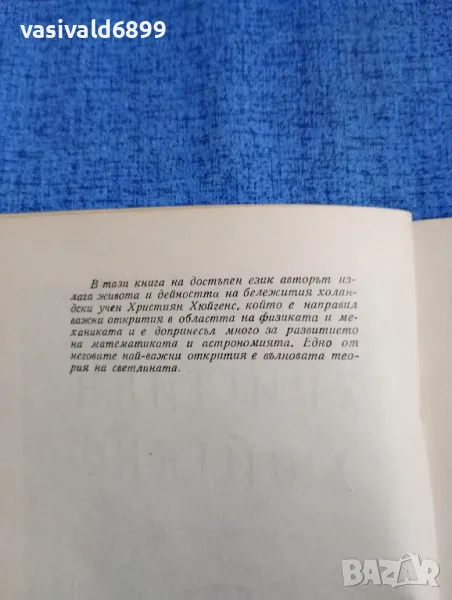 vasivald6899
В тази книга на достъпен език авторът из-
лага живота и дейността на бележития холан-
дски учен Християн Хюйгенс, който е направил
важни открития в областта на физиката и ме-
ханиката и е допринесъл много за развитието
на математиката и астрономията. Едно от
неговите най-важни открития е вълновата тео-
рия на светлината.
BAZAR